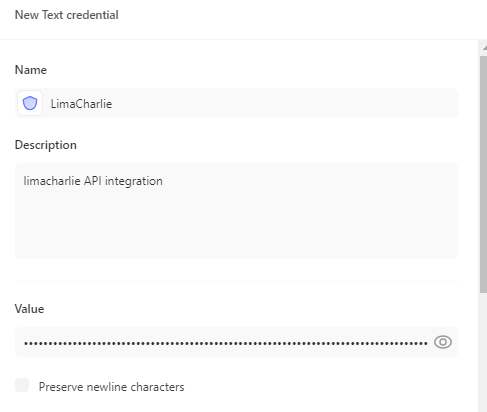 New Text credential
Name
LimaCharlie
Description
limacharlie API integration
Value
Preserve newline characters